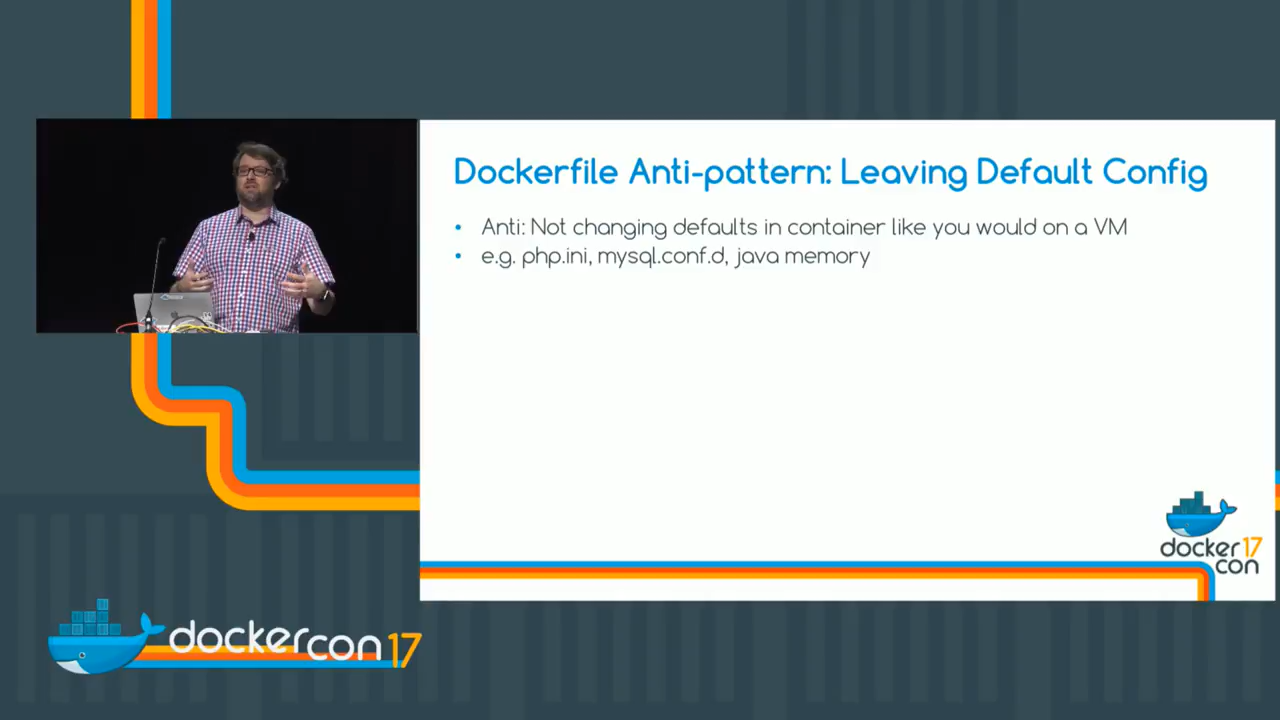 Dockerfile Anti-pattern: Leaving Default Config
• Anti: Not changing defaults in container like you would on a VM
• e.g. php.ini, mysql.conf.d, java memory
docker 17
con
dockercon 17